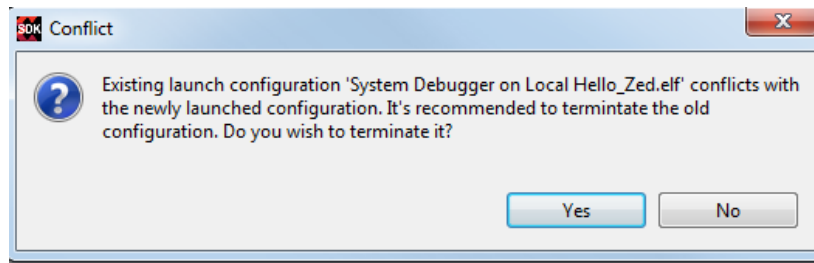 SDK Conflict
Existing launch configuration 'System Debugger on Local Hello_Zed.elf' conflicts with
the newly launched configuration. It's recommended to termintate the old
configuration. Do you wish to terminate it?
Yes No